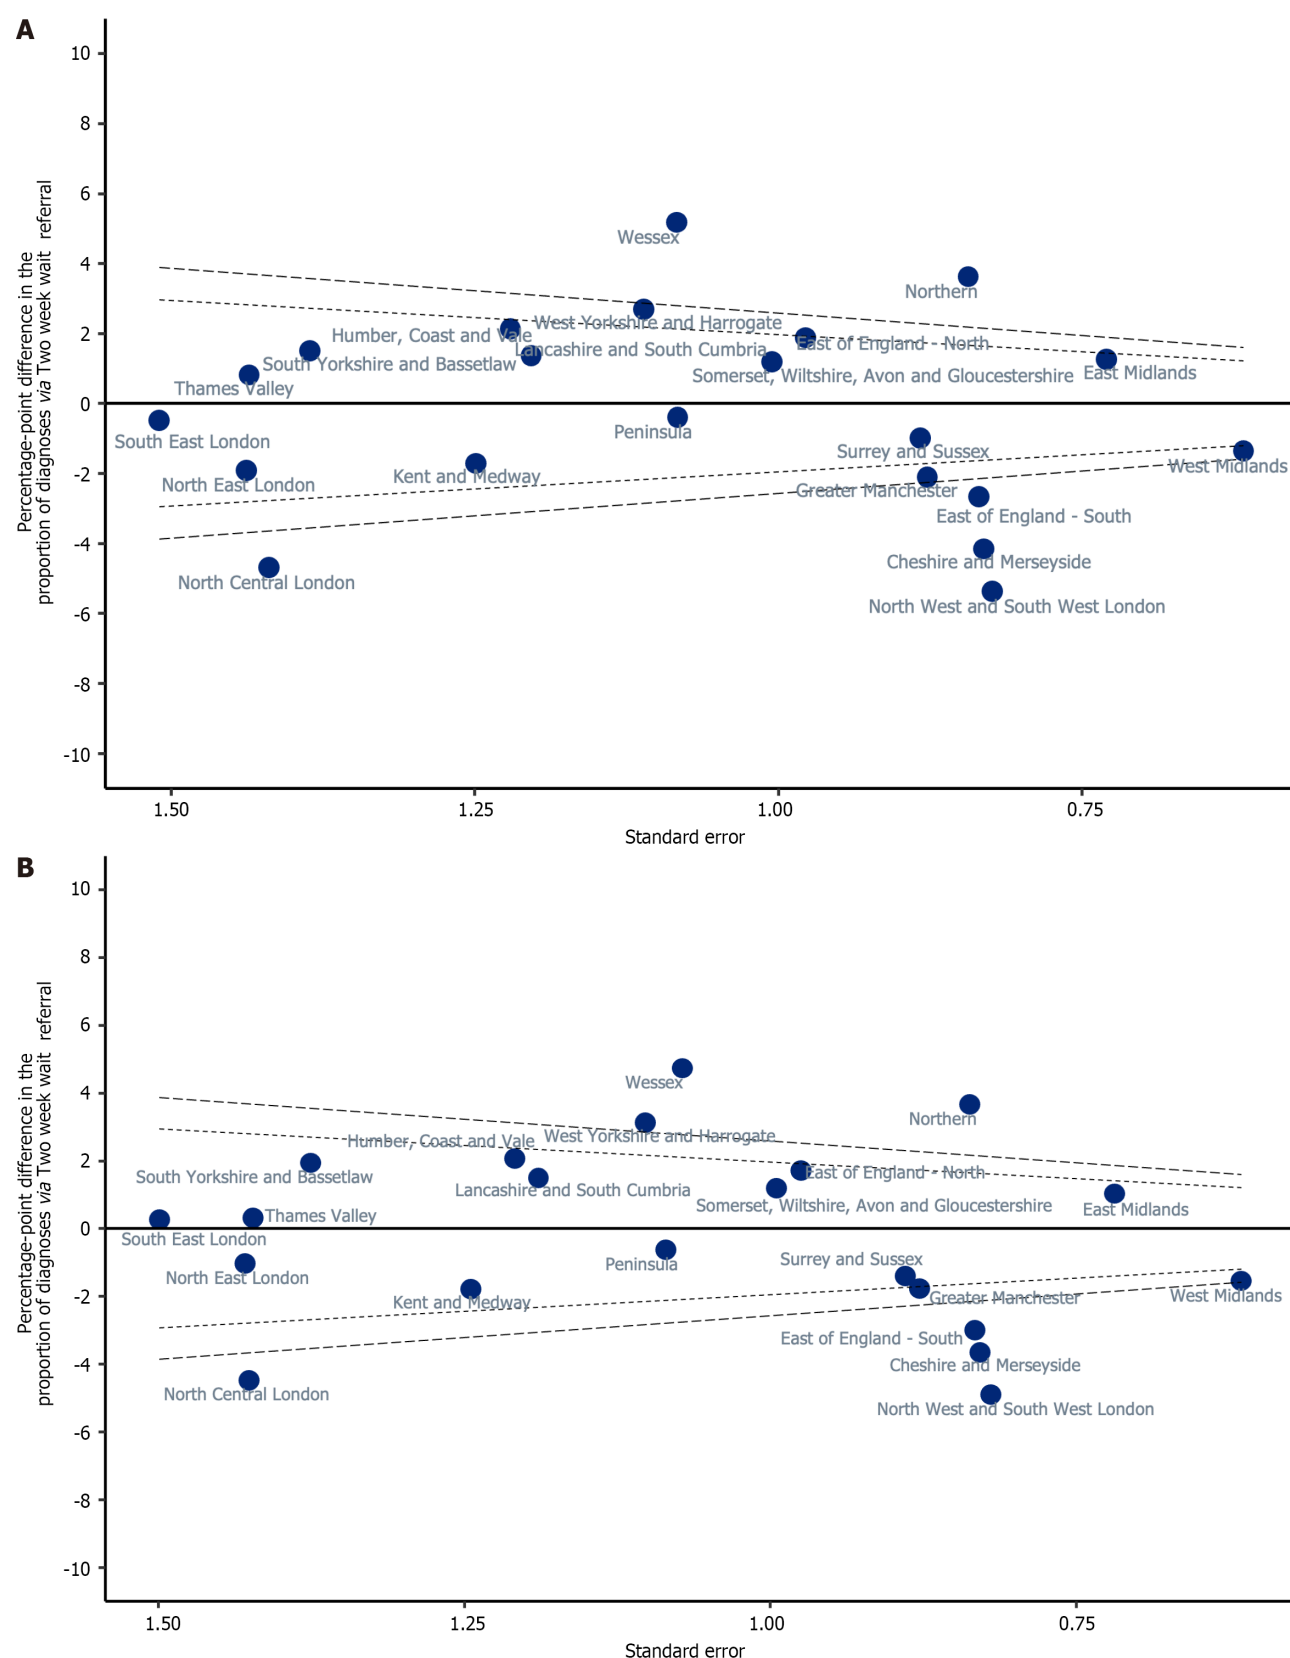 A
Percentage-point difference in the
proportion of diagnoses via Two week wait referral
10
8
6
4
2
0
-2
-4
-6
-8
-10
Wessex
Northern
West Yorkshire and Harrogate
Humber, Coast and Vale
East of England - North
Lancashire and South Cumbria
South Yorkshire and Bassetlaw
Somerset, Wiltshire, Avon and Gloucestershire
East Midlands
Thames Valley
Peninsula
South East London
Surrey and Sussex
West Midlands
Kent and Medway
North East London
Greater Manchester
East of England - South
Cheshire and Merseyside
North Central London
North West and South West London
1.50
1.25
1.00
0.75
Standard error
B
Percentage-point difference in the
proportion of diagnoses via Two week wait referral
10
8
6
4
2
0
-2
-4
-6
-8
-10
Wessex
Northern
West Yorkshire and Harrogate
Humber, Coast and Vale
East of England - North
South Yorkshire and Bassetlaw
Lancashire and South Cumbria
Somerset, Wiltshire, Avon and Gloucestershire
East Midlands
Thames Valley
South East London
Surrey and Sussex
Peninsula
North East London
West Midlands
Greater Manchester
Kent and Medway
East of England - South
Cheshire and Merseyside
North Central London
North West and South West London
1.50
1.25
1.00
0.75
Standard error